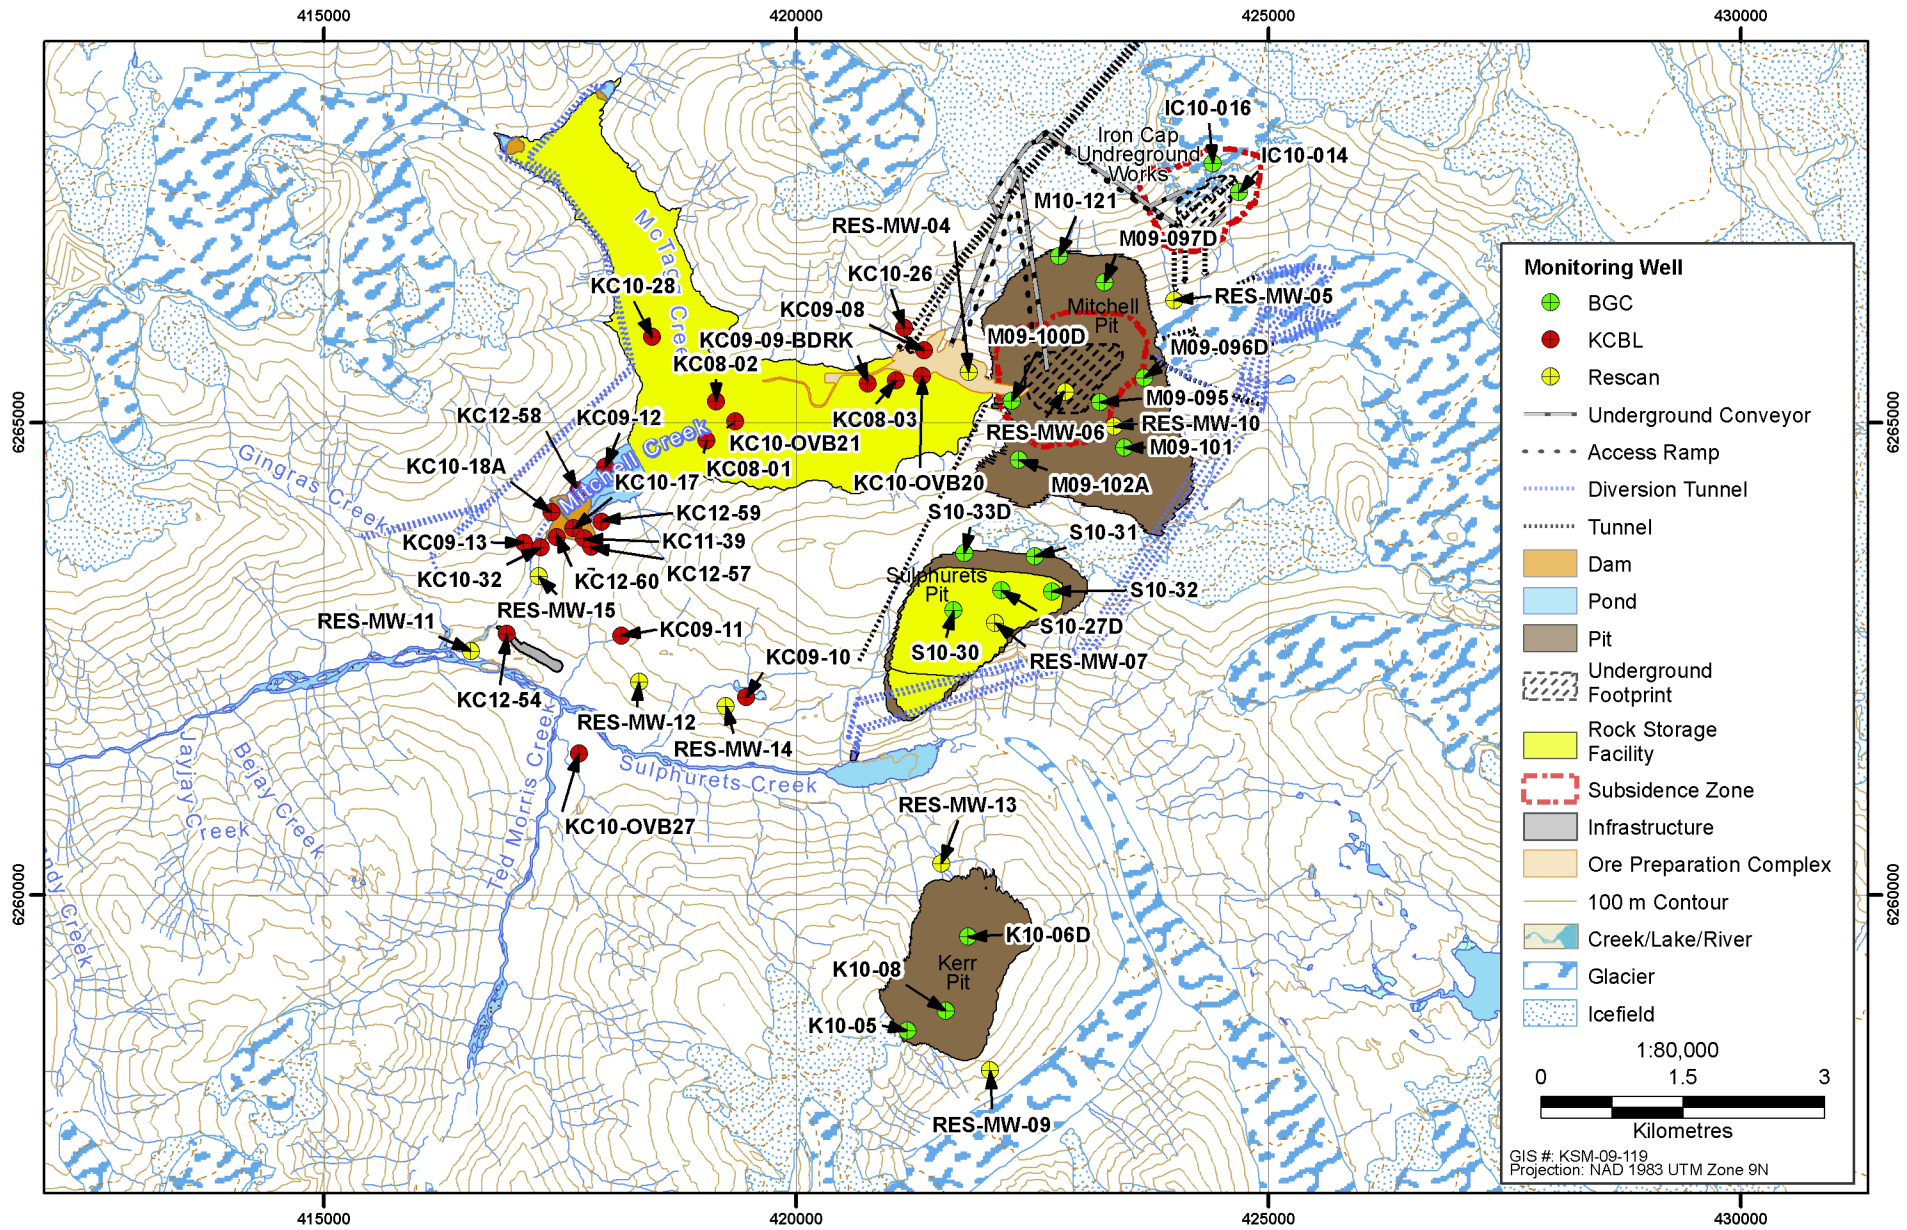 415000
420000
425000
430000
6265000
6260000
6265000
6260000
415000
420000
425000
430000
IC10-016
Iron Cap
Undreground
Works
IC10-014
M10-121
RES-MW-04
M09-097D
KC10-26
KC10-28
McTag
Creek
KC09-08
Mitchell
Pit
RES-MW-05
KC09-09-BDRK
M09-100D
M09-096D
KC08-02
KC12-58
KC09-12
KC08-03
M09-095
RES-MW-06
RES-MW-10
KC10-OVB21
M09-101
Mitchell Creek
KC08-01
Gingras Creek
KC10-18A
KC10-17
KC10-OVB20
M09-102A
KC12-59
S10-33D
S10-31
KC09-13
KC11-39
KC10-32
KC12-60
KC12-57
Sulphurets
Pit
S10-32
RES-MW-15
RES-MW-11
KC09-11
S10-27D
S10-30
KC09-10
RES-MW-07
KC12-54
RES-MW-12
RES-MW-14
Jayjay
Creek
Bejay Creek
Ted Morris Creek
Sulphurets Creek
KC10-OVB27
RES-MW-13
ndy Creek
K10-06D
K10-08
Kerr
Pit
K10-05
RES-MW-09
Monitoring Well
BGC
KCBL
Rescan
Underground Conveyor
Access Ramp
Diversion Tunnel
Tunnel
Dam
Pond
Pit
Underground
Footprint
Rock Storage
Facility
Subsidence Zone
Infrastructure
Ore Preparation Complex
100 m Contour
Creek/Lake/River
Glacier
Icefield
1:80,000
0 1.5 3
Kilometres
GIS #: KSM-09-119
Projection: NAD 1983 UTM Zone 9N